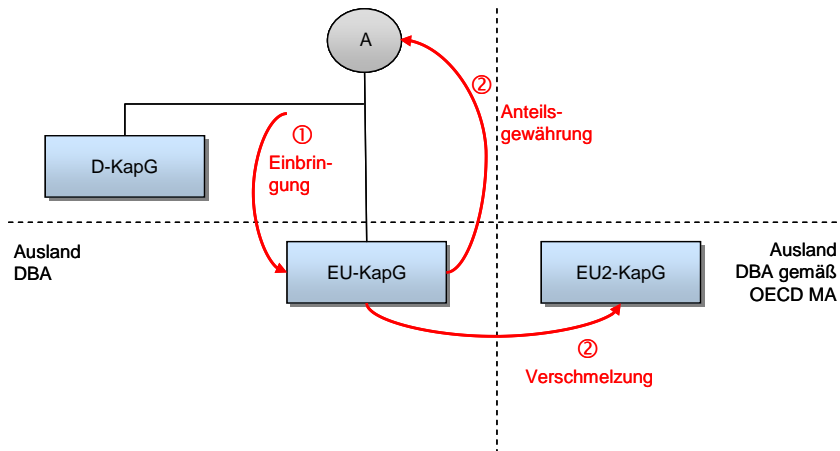 A
②
Anteils-
gewährung
①
Einbrin-
gung
D-KapG
Ausland
DBA
EU-KapG
EU2-KapG
Ausland
DBA gemäß
OECD MA
②
Verschmelzung